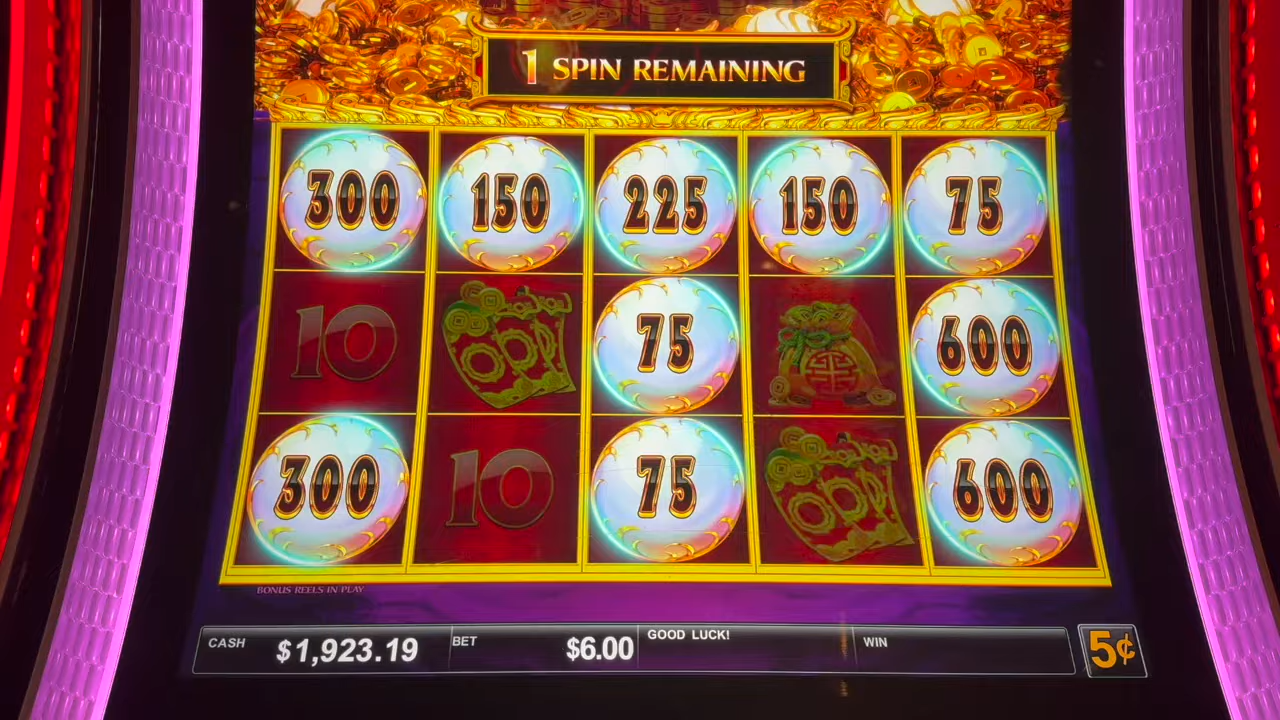 1 SPIN REMAINING
300 150 225 150 75
10 75 600
300 10 75 600
BONUS REELS IN PLAY
CASH $1,923.19 BET $6.00 GOOD LUCK! WIN 5¢